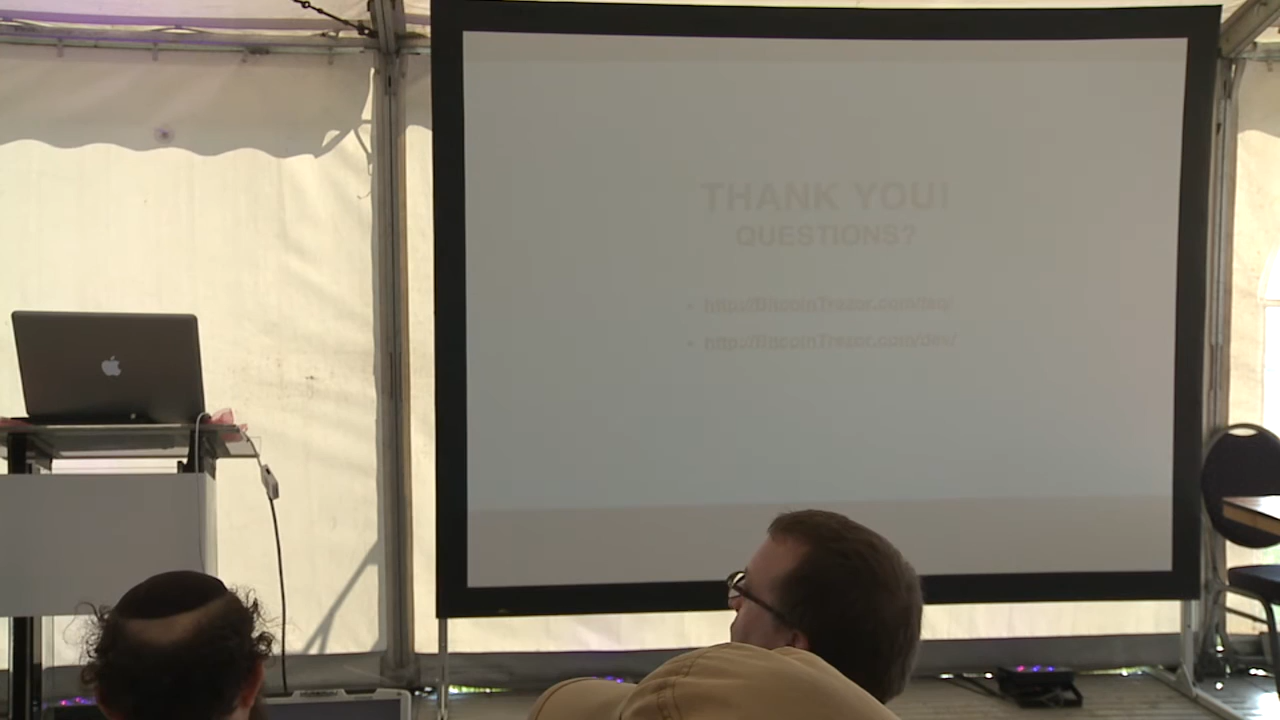 THANK YOU!
QUESTIONS?
• http://BitcoinTrezor.com/faq/
• http://BitcoinTrezor.com/dev/